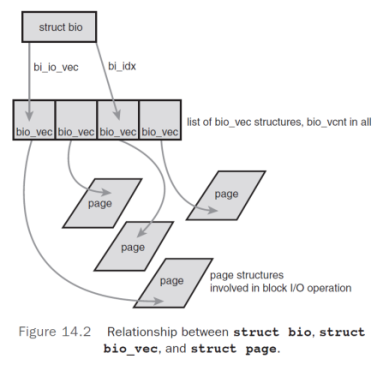 struct bio
bi_io_vec
bi_idx
bio_vec bio_vec bio_vec bio_vec
list of bio_vec structures, bio_vcnt in all
page
page
page
page
page structures
involved in block I/O operation
Figure 14.2 Relationship between struct bio, struct
bio_vec, and struct page.